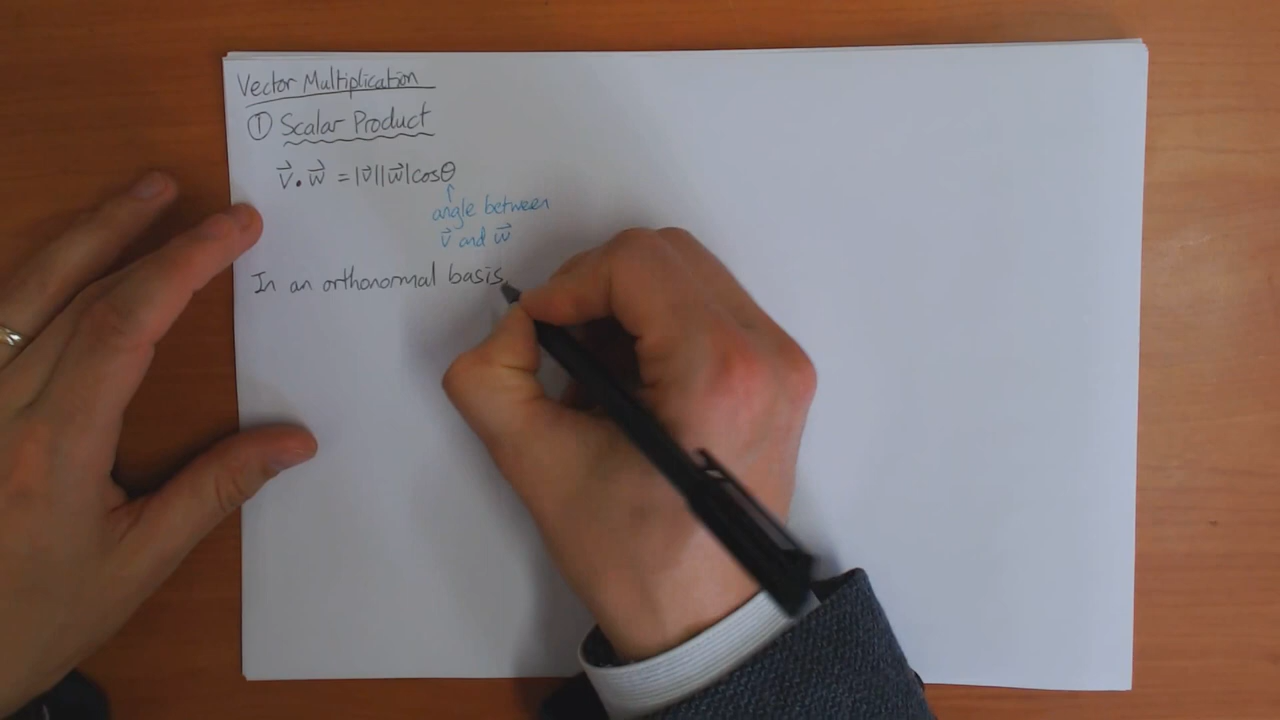 Vector Multiplication
① Scalar Product
v⃗ • w⃗ = |v⃗||w⃗|cosθ
↑
angle between
v⃗ and w⃗
In an orthonormal basis,